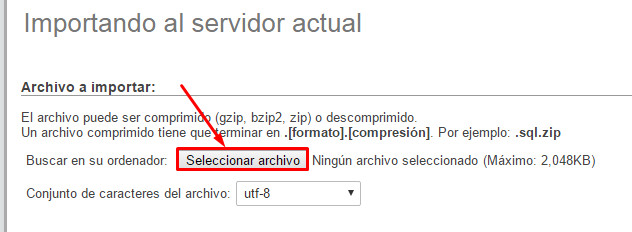 Importando al servidor actual
Archivo a importar:
El archivo puede ser comprimido (gzip, bzip2, zip) o descomprimido.
Un archivo comprimido tiene que terminar en .[formato].[compresión]. Por ejemplo: .sql.zip
Buscar en su ordenador: Seleccionar archivo Ningún archivo seleccionado (Máximo: 2,048KB)
Conjunto de caracteres del archivo: utf-8